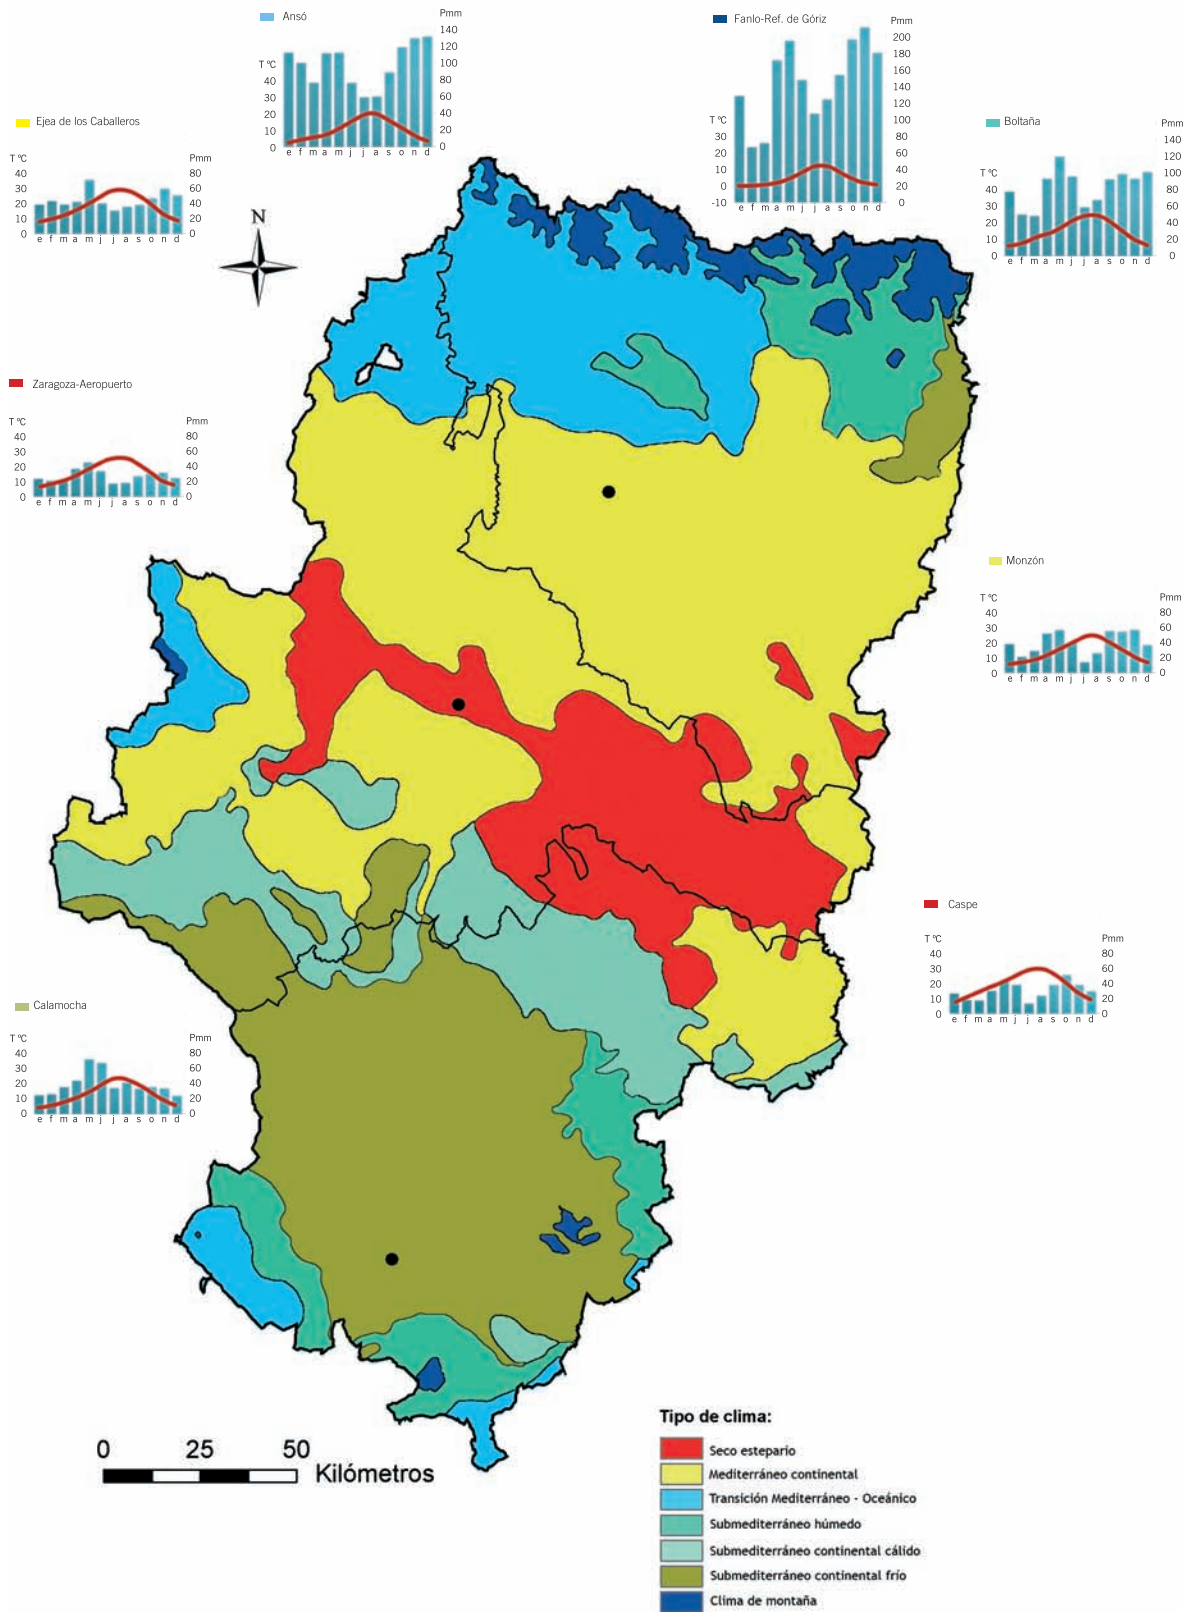 Ansó
Pmm
140
120
100
80
60
40
20
0
T ºC
40
30
20
10
0
e f m a m j j a s o n d
Fanlo-Ref. de Góriz
Pmm
200
180
160
140
120
100
80
60
40
20
0
T ºC
30
20
10
0
-10
e f m a m j j a s o n d
Ejea de los Caballeros
T ºC
40
30
20
10
0
Pmm
80
60
40
20
0
e f m a m j j a s o n d
Boltaña
Pmm
140
120
100
80
60
40
20
0
T ºC
40
30
20
10
0
e f m a m j j a s o n d
N
Zaragoza-Aeropuerto
T ºC
40
30
20
10
0
Pmm
80
60
40
20
0
e f m a m j j a s o n d
Monzón
T ºC
40
30
20
10
0
Pmm
80
60
40
20
0
e f m a m j j a s o n d
Caspe
T ºC
40
30
20
10
0
Pmm
80
60
40
20
0
e f m a m j j a s o n d
Calamocha
T ºC
40
30
20
10
0
Pmm
80
60
40
20
0
e f m a m j j a s o n d
0 25 50
Kilómetros
Tipo de clima:
Seco estepario
Mediterráneo continental
Transición Mediterráneo - Oceánico
Submediterráneo húmedo
Submediterráneo continental cálido
Submediterráneo continental frío
Clima de montaña